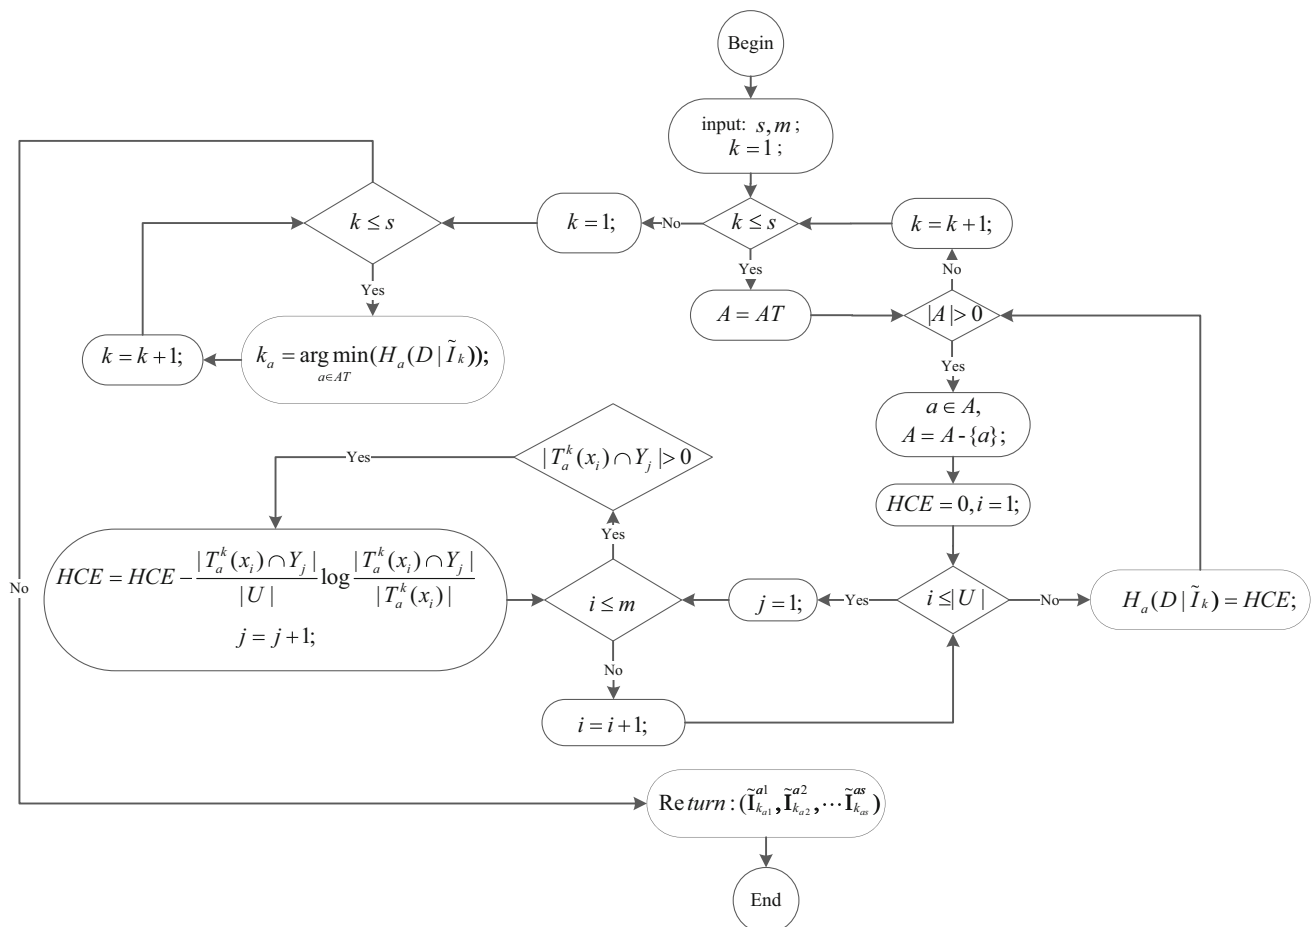 Begin
input: s, m ;
k = 1 ;
k ≤ s
No
k = 1;
k ≤ s
k = k + 1;
Yes
No
Yes
A = AT
|A| > 0
k = k + 1;
k_a = arg min(H_a(D | Ĩ_k));
a∈AT
Yes
a ∈ A,
A = A - {a};
|T_a^k(x_i) ∩ Y_j| > 0
Yes
HCE = 0, i = 1;
Yes
HCE = HCE - |T_a^k(x_i) ∩ Y_j| / |U| log |T_a^k(x_i) ∩ Y_j| / |T_a^k(x_i)|
j = j + 1;
i ≤ m
j = 1;
Yes
i ≤ |U|
No
H_a(D | Ĩ_k) = HCE;
No
No
i = i + 1;
Return : (Ĩ_{k_{a1}}^{a1}, Ĩ_{k_{a2}}^{a2}, ⋯ Ĩ_{k_{as}}^{as})
End